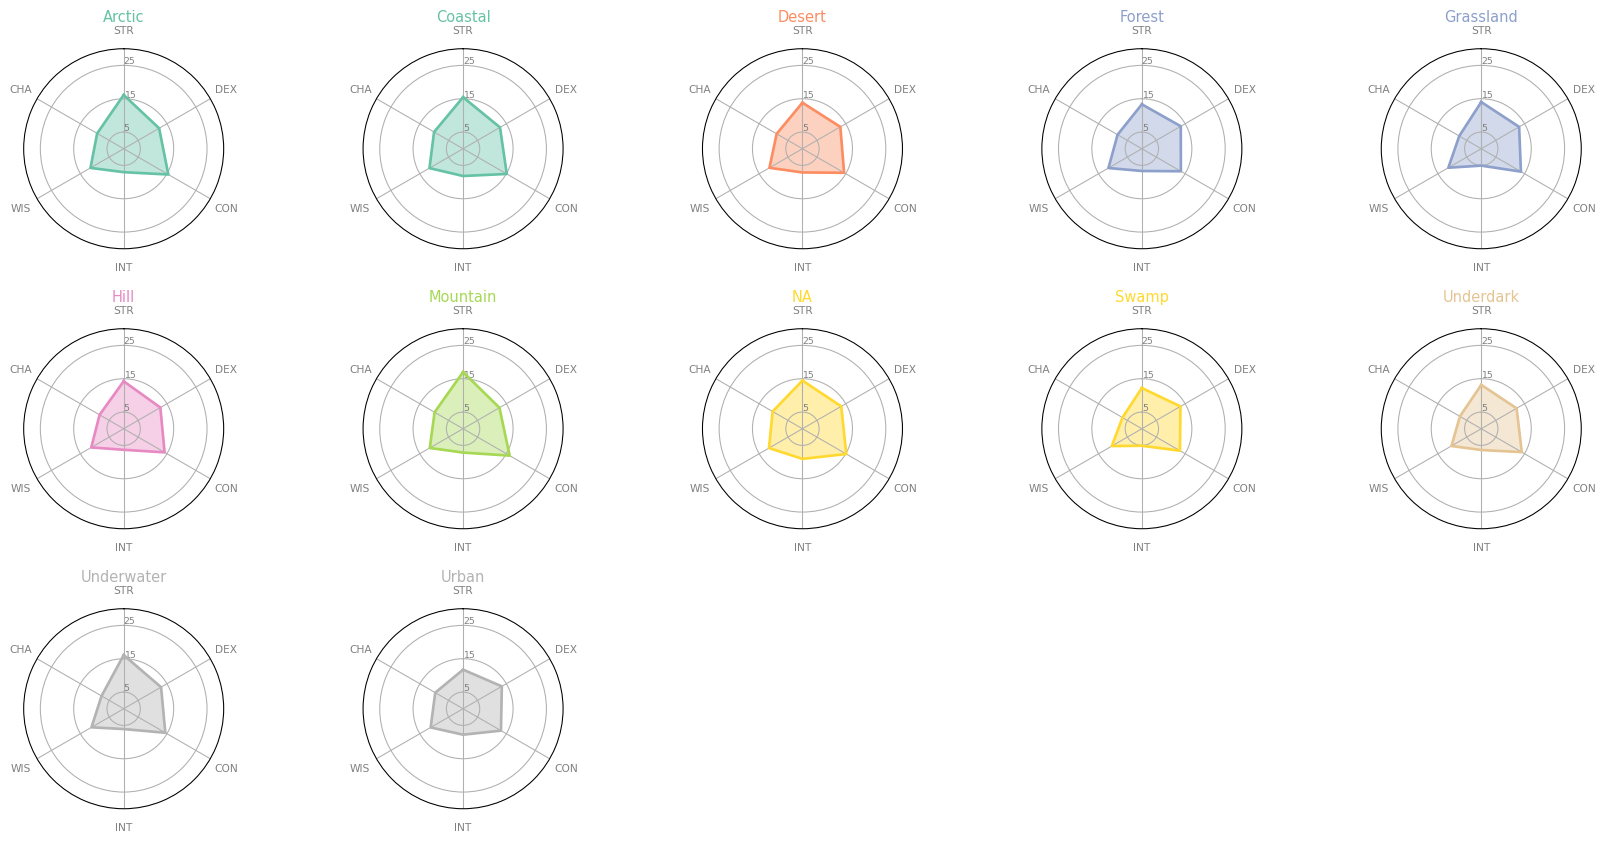 Arctic
STR
25
15
5
CHA
DEX
WIS
CON
INT
Coastal
STR
25
15
5
CHA
DEX
WIS
CON
INT
Desert
STR
25
15
5
CHA
DEX
WIS
CON
INT
Forest
STR
25
15
5
CHA
DEX
WIS
CON
INT
Grassland
STR
25
15
5
CHA
DEX
WIS
CON
INT
Hill
STR
25
15
5
CHA
DEX
WIS
CON
INT
Mountain
STR
25
15
5
CHA
DEX
WIS
CON
INT
NA
STR
25
15
5
CHA
DEX
WIS
CON
INT
Swamp
STR
25
15
5
CHA
DEX
WIS
CON
INT
Underdark
STR
25
15
5
CHA
DEX
WIS
CON
INT
Underwater
STR
25
15
5
CHA
DEX
WIS
CON
INT
Urban
STR
25
15
5
CHA
DEX
WIS
CON
INT